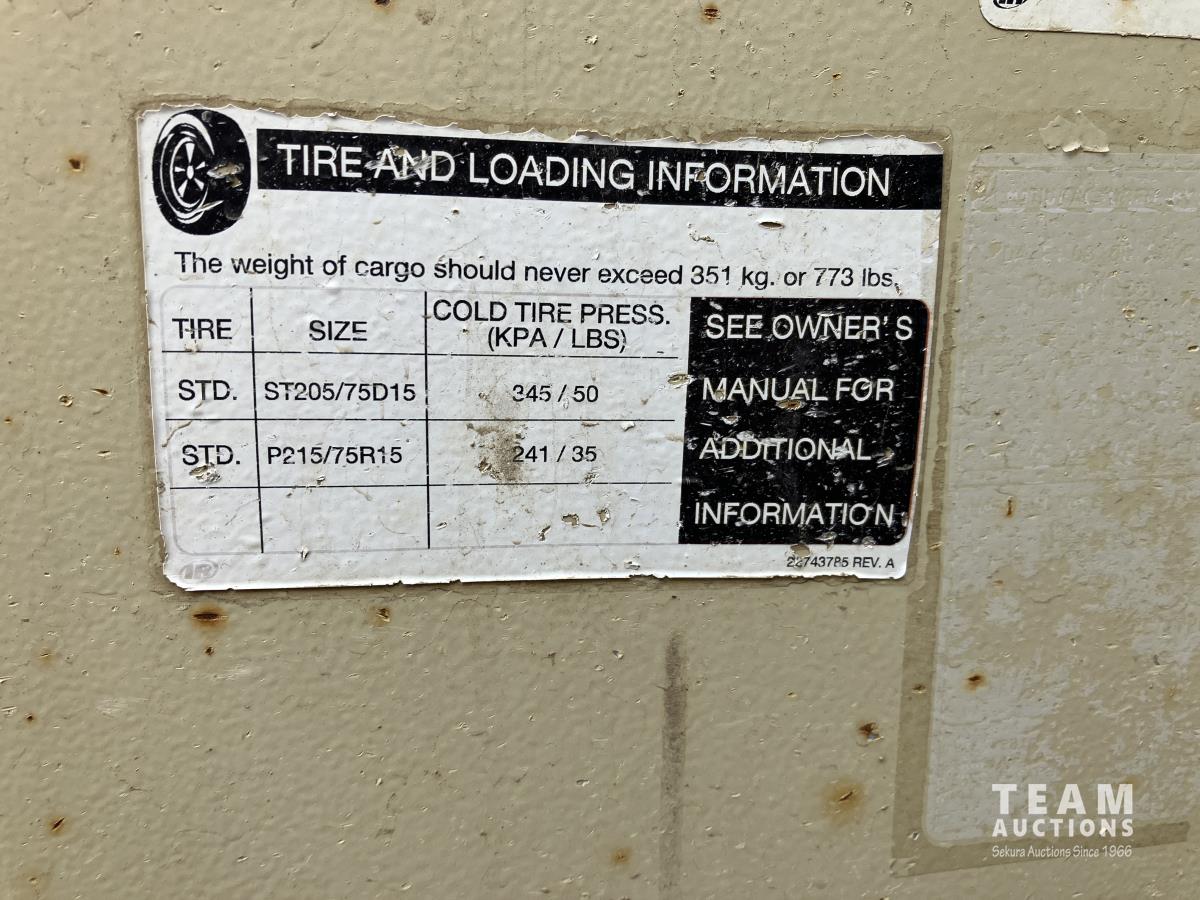 TIRE AND LOADING INFORMATION
The weight of cargo should never exceed 351 kg. or 773 lbs.
TIRE SIZE COLD TIRE PRESS. (KPA / LBS)
STD. ST205/75D15 345 / 50
STD. P215/75R15 241 / 35
SEE OWNER'S
MANUAL FOR
ADDITIONAL
INFORMATION
IR
22743785 REV. A
TEAM
AUCTIONS
Sekura Auctions Since 1966